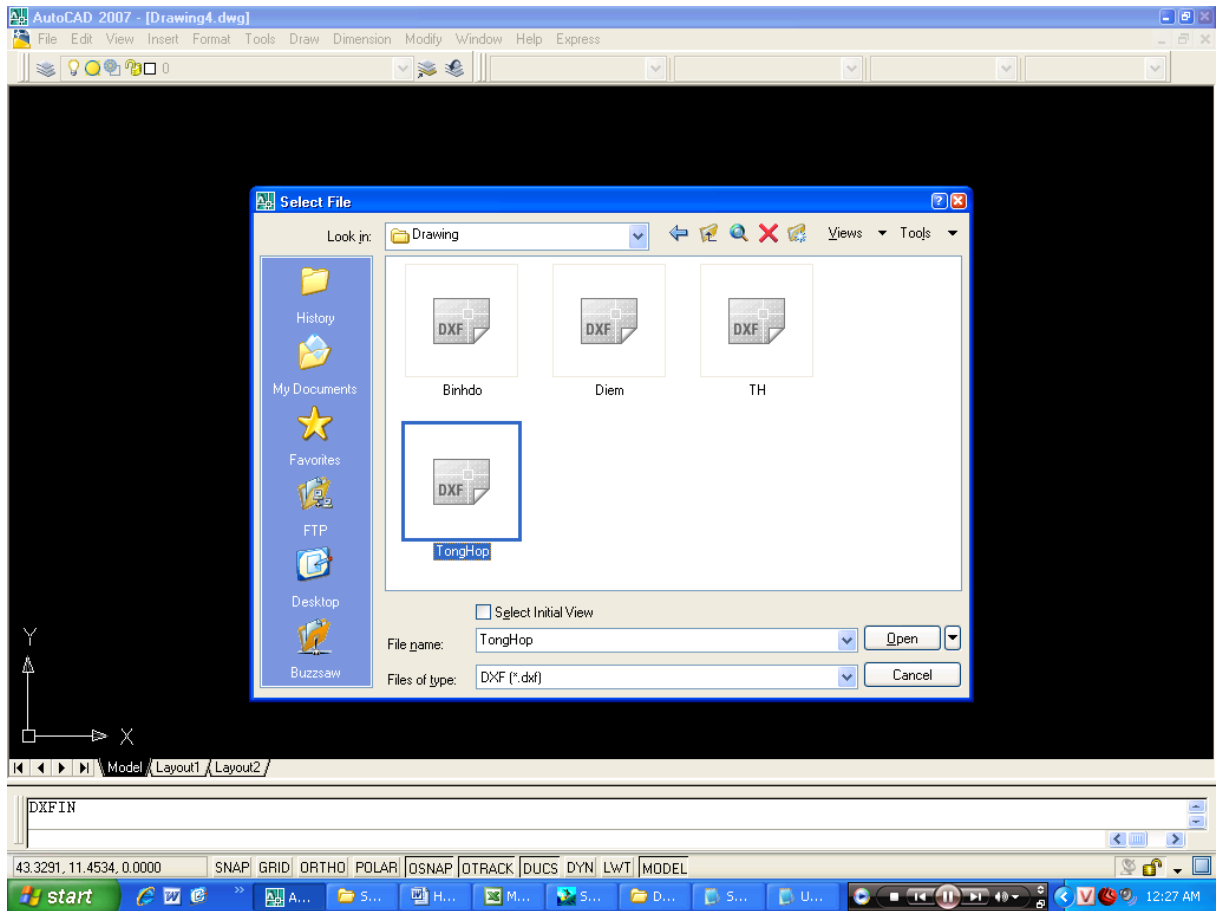 AutoCAD 2007 - [Drawing4.dwg]
File Edit View Insert Format Tools Draw Dimension Modify Window Help Express
0
Select File
Look in: Drawing Views Tools
History
My Documents
Favorites
FTP
Desktop
Buzzsaw
DXF DXF DXF
Binhdo Diem TH
DXF
TongHop
Select Initial View
File name: TongHop Open
Files of type: DXF (*.dxf) Cancel
Y
X
Model Layout1 Layout2
DXFIN
43.3291, 11.4534, 0.0000 SNAP GRID ORTHO POLAR OSNAP OTRACK DUCS DYN LWT MODEL
start A... S... H... M... S... D... S... U... 12:27 AM